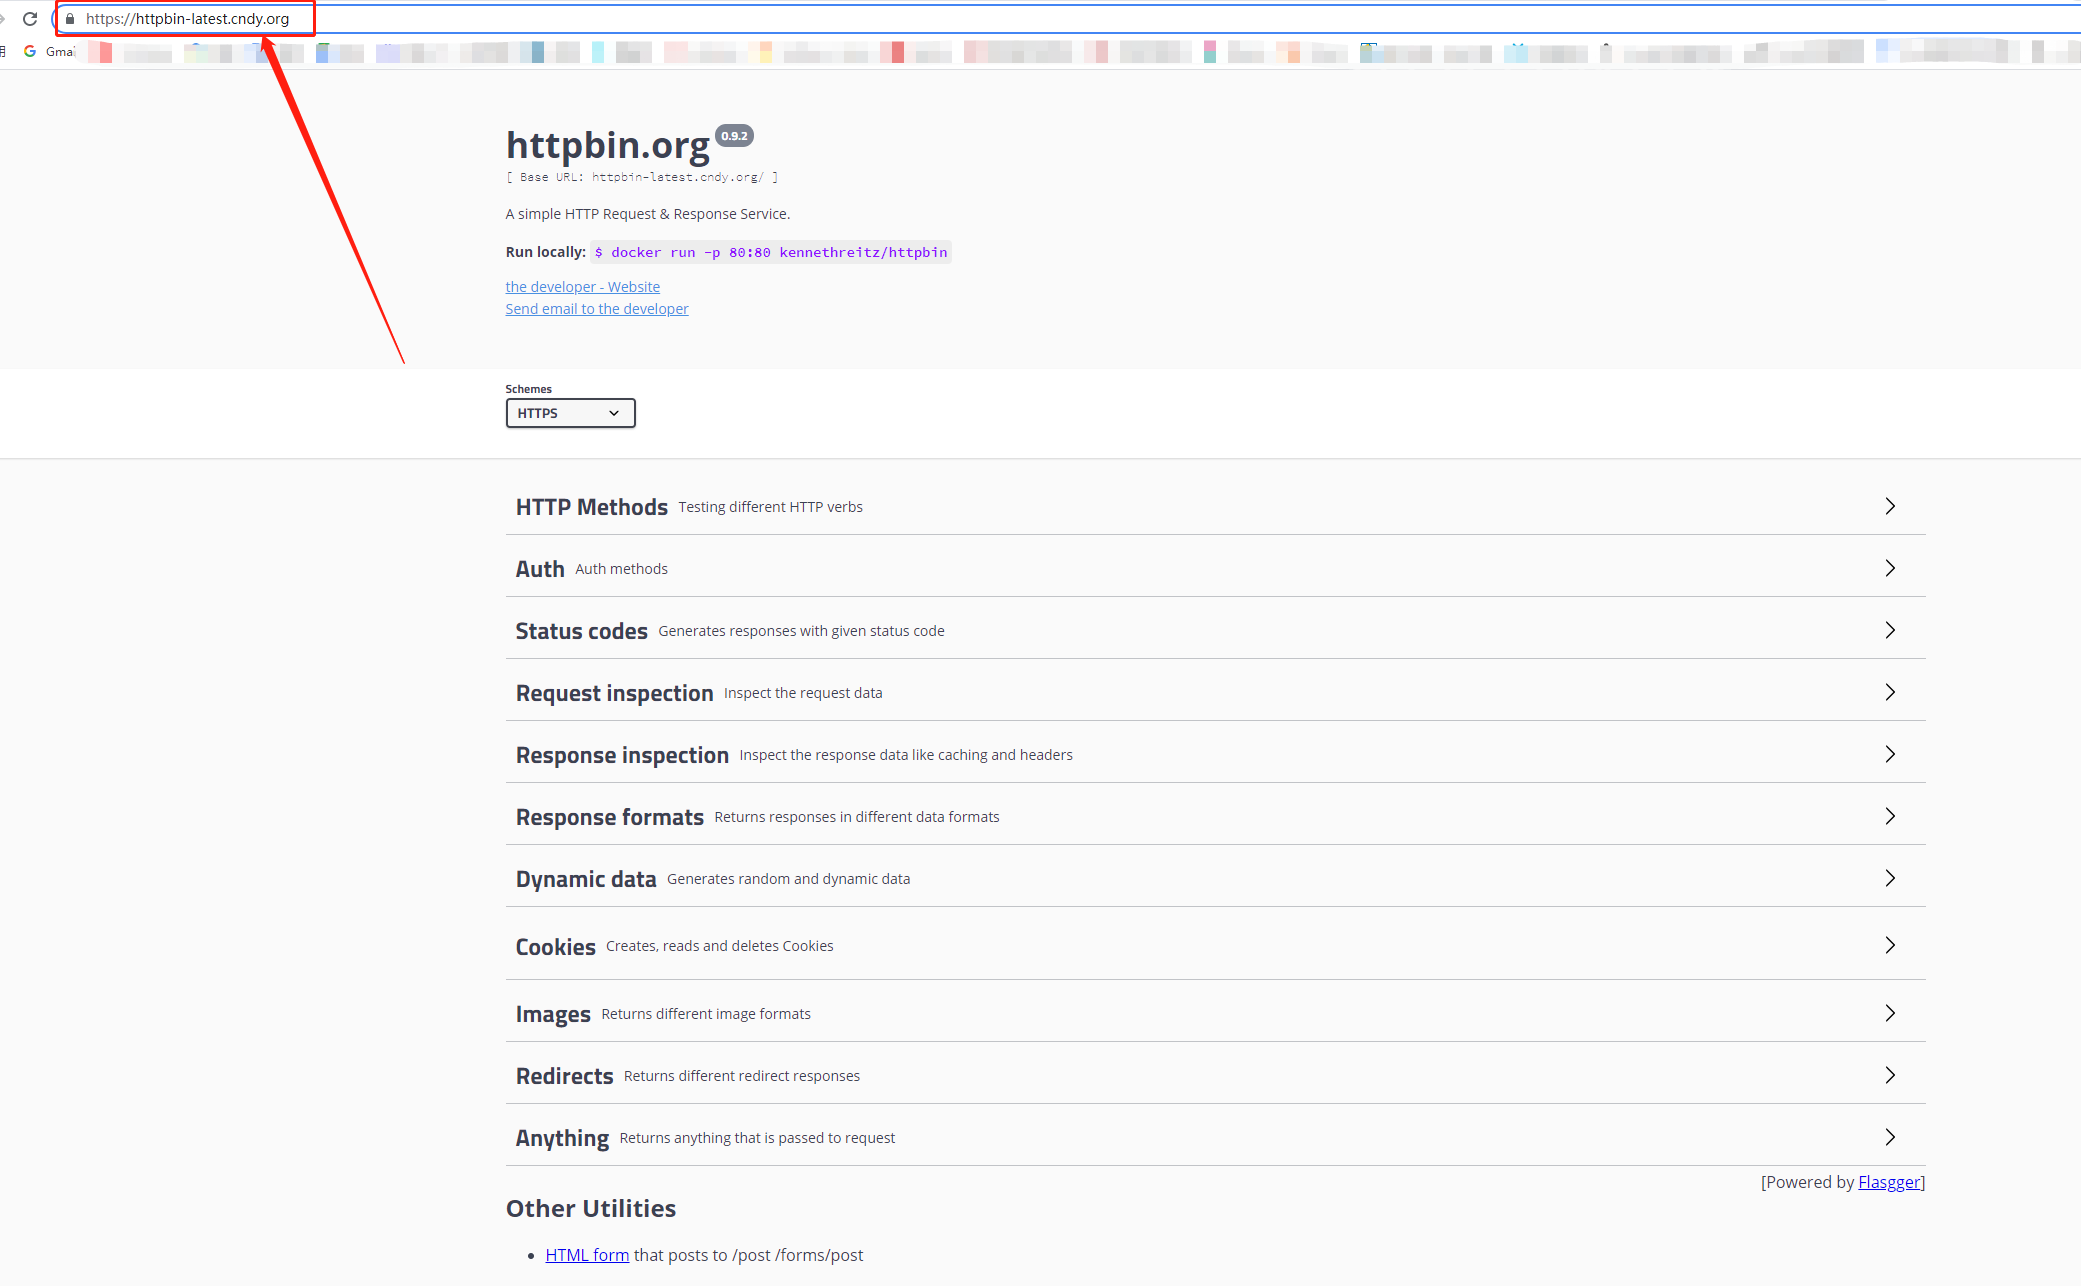 https://httpbin-latest.cndy.org
Gmai
httpbin.org 0.9.2
[ Base URL: httpbin-latest.cndy.org/ ]
A simple HTTP Request & Response Service.
Run locally: $ docker run -p 80:80 kennethreitz/httpbin
the developer - Website
Send email to the developer
Schemes
HTTPS
HTTP Methods Testing different HTTP verbs
Auth Auth methods
Status codes Generates responses with given status code
Request inspection Inspect the request data
Response inspection Inspect the response data like caching and headers
Response formats Returns responses in different data formats
Dynamic data Generates random and dynamic data
Cookies Creates, reads and deletes Cookies
Images Returns different image formats
Redirects Returns different redirect responses
Anything Returns anything that is passed to request
[Powered by Flasgger]
Other Utilities
• HTML form that posts to /post /forms/post